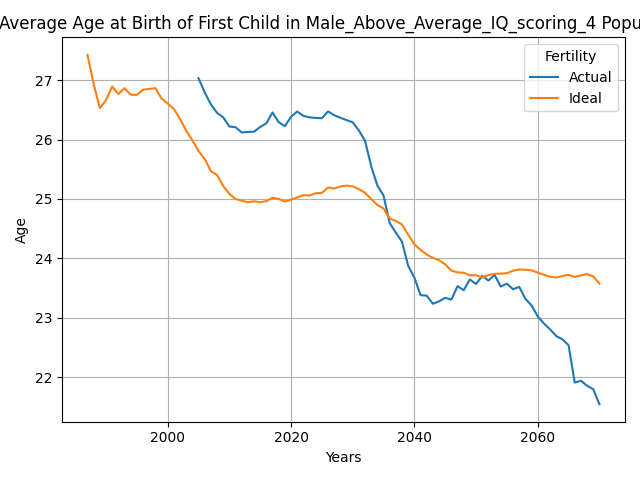 Average Age at Birth of First Child in Male_Above_Average_IQ_scoring_4 Popu
Fertility
Actual
Ideal
27
26
25
24
23
22
Age
2000
2020
2040
2060
Years